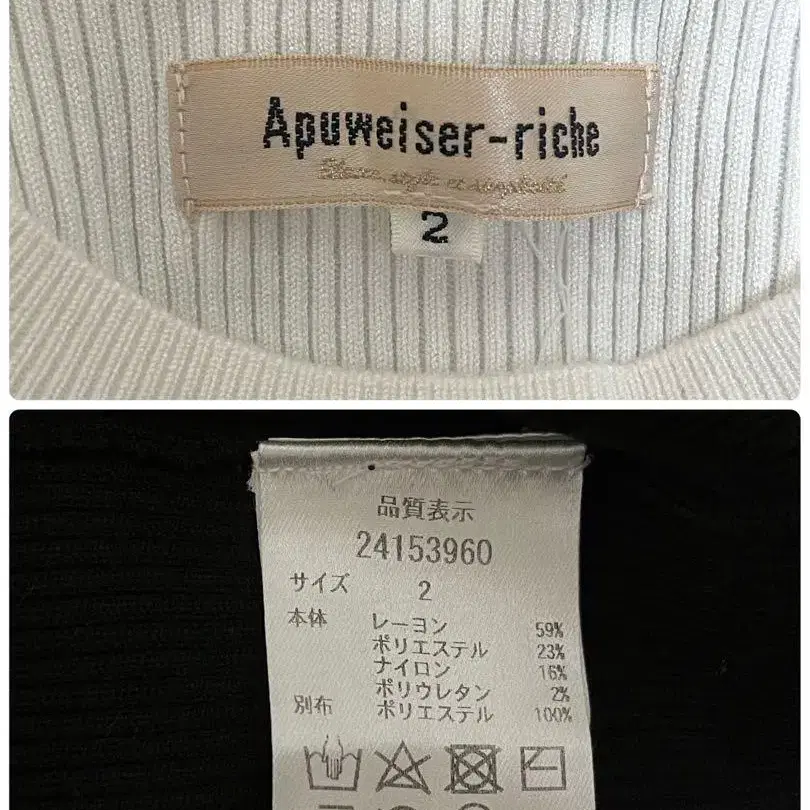 Apuweiser-riche
2
品質表示
24153960
サイズ 2
本体 レーヨン 59%
ポリエステル 23%
ナイロン 16%
ポリウレタン 2%
別布 ポリエステル 100%